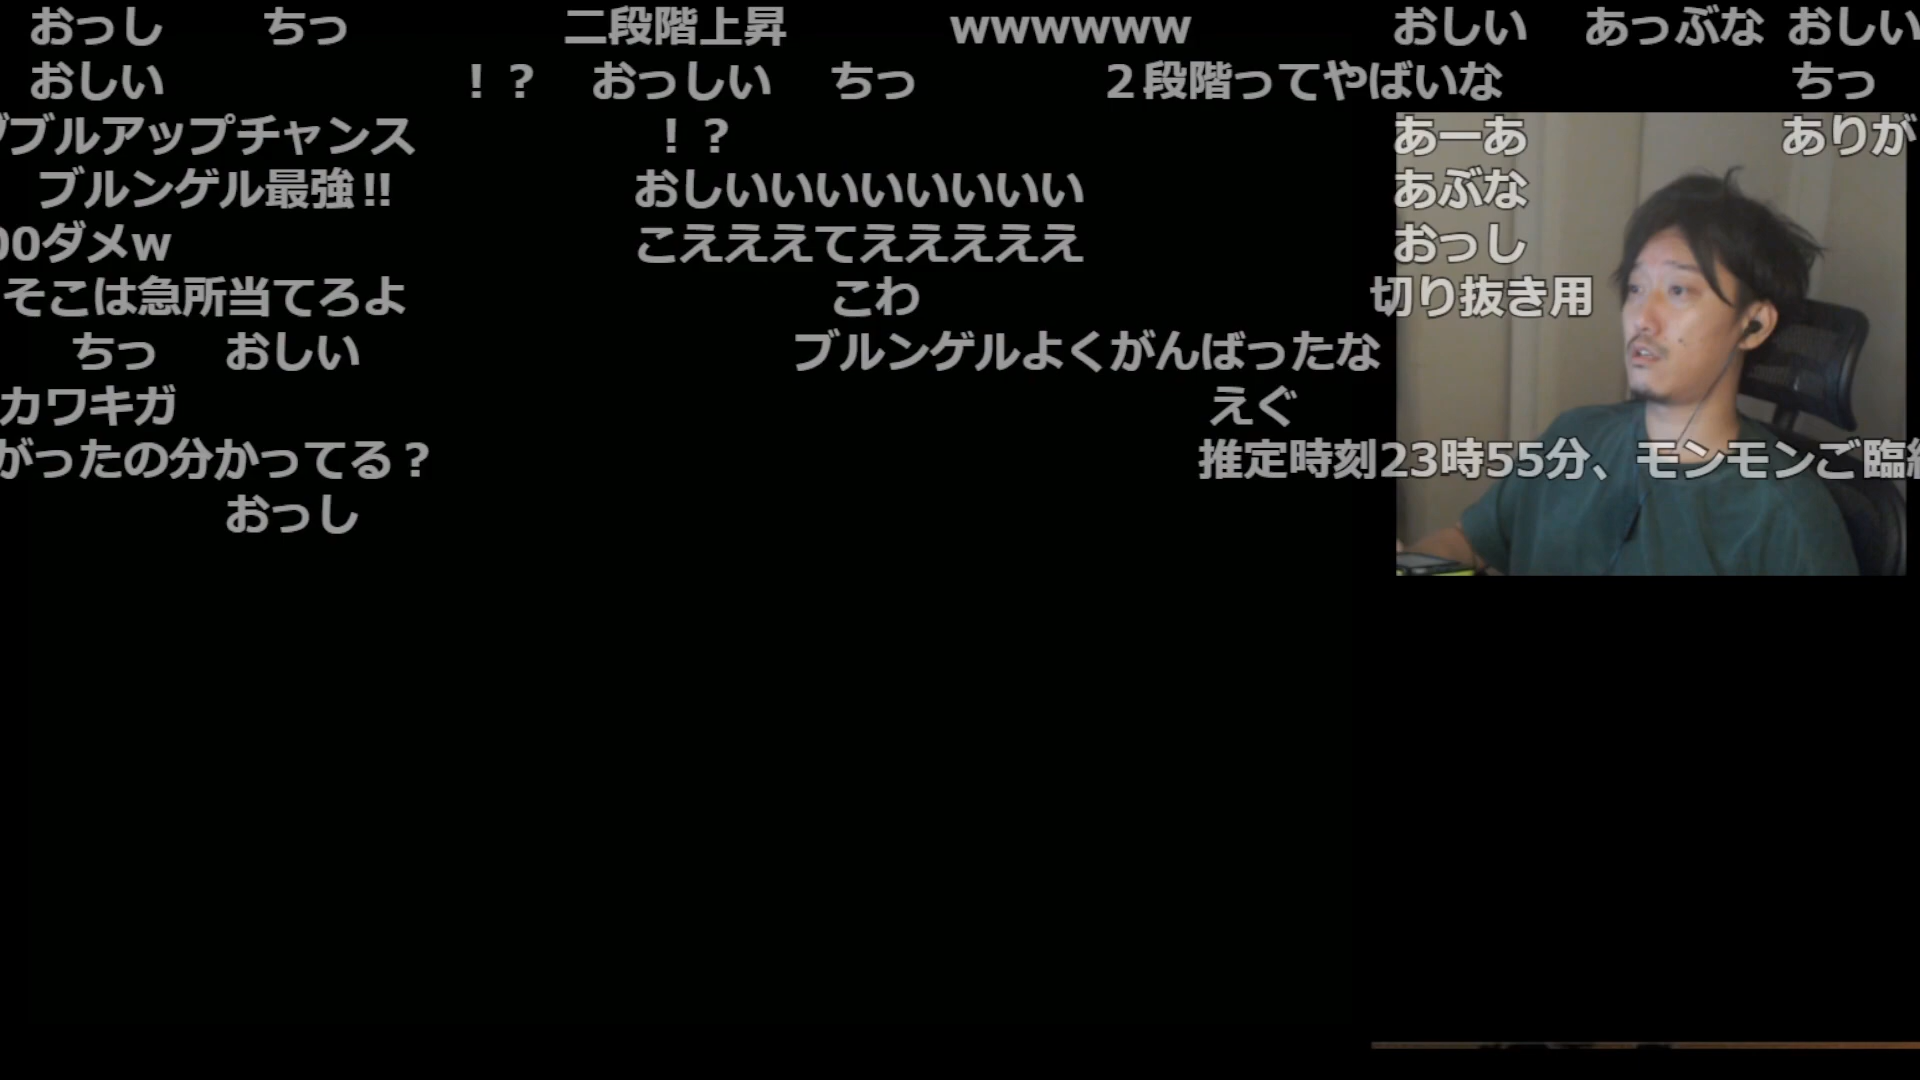 おっし ちっ 二段階上昇 wwwwww おしい あっぶな おしい
おしい ！？ おっしい ちっ ２段階ってやばいな ちっ
ブルアップチャンス ！？ あーあ ありが
ブルンゲル最強!! おしいいいいいいいい あぶな
00ダメw こえええてえええええ おっし
そこは急所当てろよ こわ 切り抜き用
ちっ おしい ブルンゲルよくがんばったな
カワキガ えぐ
がったの分かってる？ 推定時刻23時55分、モンモンご臨
おっし